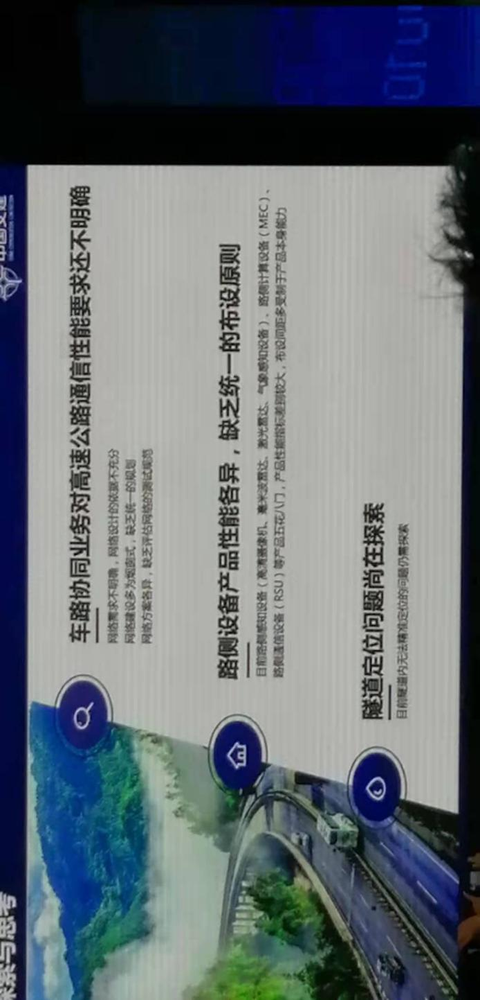 探索与思考
中国交建
车路协同业务对高速公路通信性能要求还不明确
网络需求不明确，网络设计的依据不充分
网络建设多为烟囱式，缺乏统一的规划
网络方案各异，缺乏评估网络的测试规范
路侧设备产品性能各异，缺乏统一的布设原则
目前路侧感知设备（高清摄像机、毫米波雷达、激光雷达、气象感知设备）、路侧计算设备（MEC）、
路侧通信设备（RSU）等产品五花八门，产品性能指标差别较大，布设间距多受制于产品本身能力
隧道定位问题尚在探索
目前隧道内无法精准定位的问题仍需探索